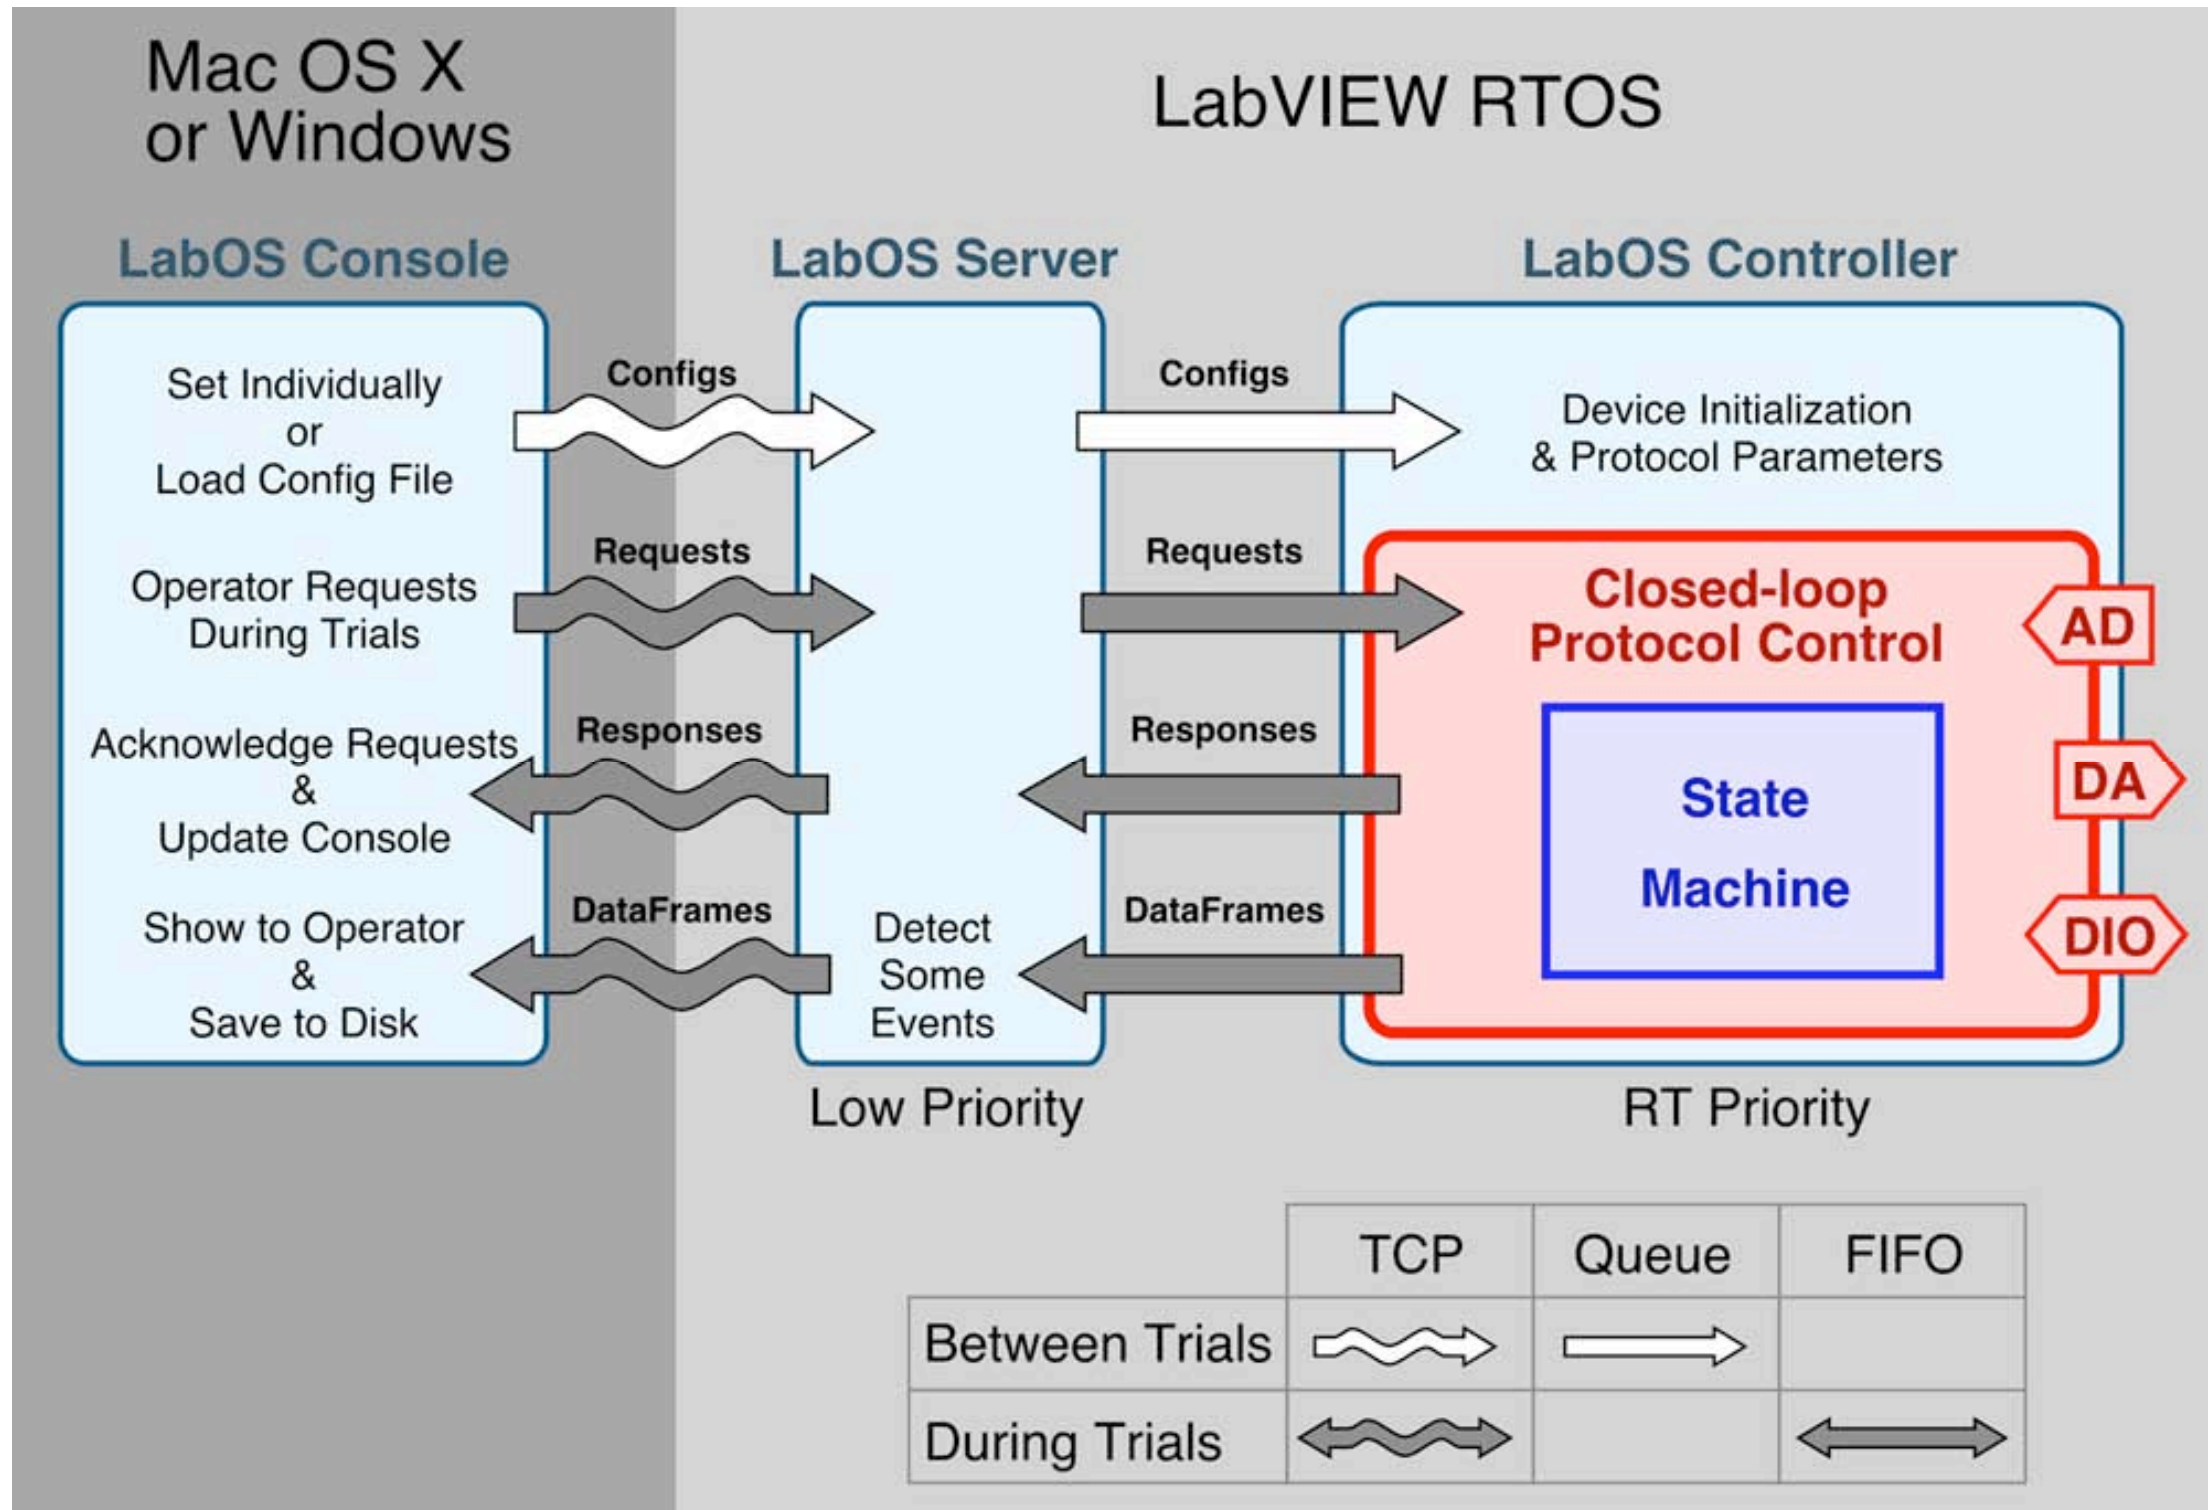 Mac OS X
or Windows
LabVIEW RTOS
LabOS Console
LabOS Server
LabOS Controller
Set Individually
or
Load Config File
Configs
Configs
Device Initialization
& Protocol Parameters
Operator Requests
During Trials
Requests
Requests
Closed-loop
Protocol Control
AD
Acknowledge Requests
&
Update Console
Responses
Responses
State
Machine
DA
Show to Operator
&
Save to Disk
DataFrames
Detect
Some
Events
DataFrames
DIO
Low Priority
RT Priority
TCP
Queue
FIFO
Between Trials
During Trials